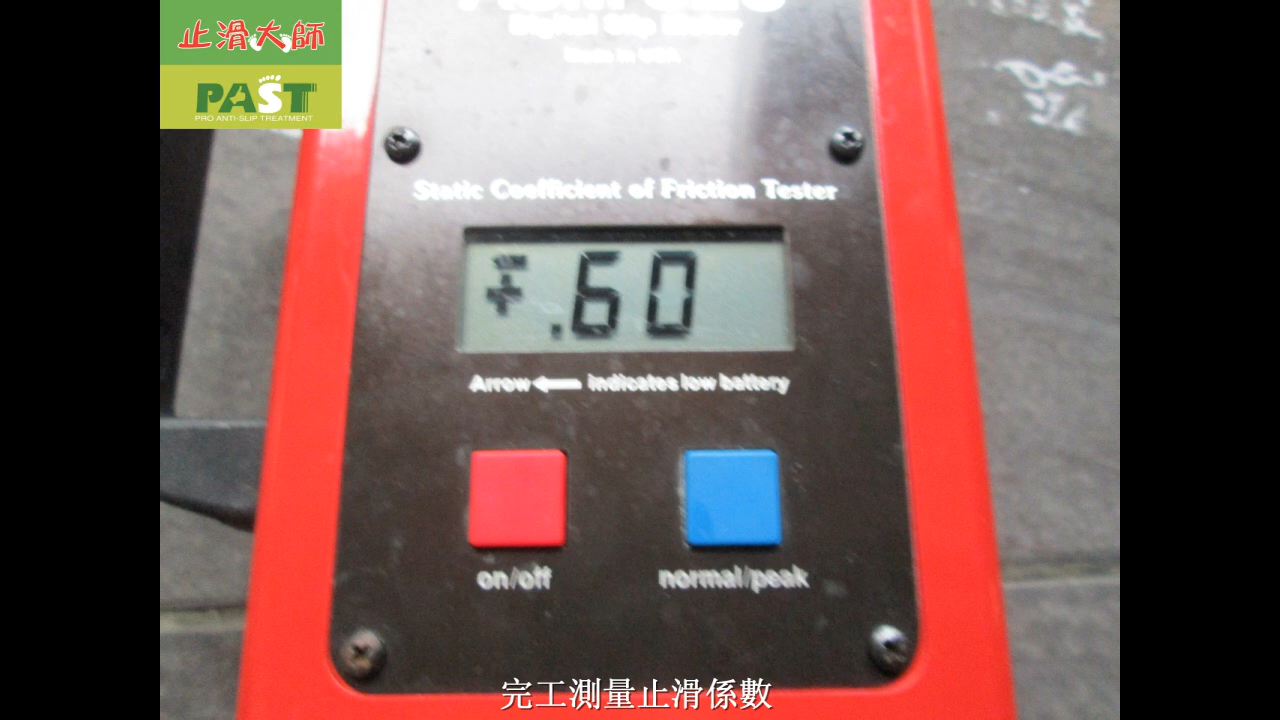 止滑大師
PAST
PRO ANTI-SLIP TREATMENT
Digital Slip Meter
Made in USA
Static Coefficient of Friction Tester
.60
Arrow ← indicates low battery
on/off
normal/peak
完工測量止滑係數